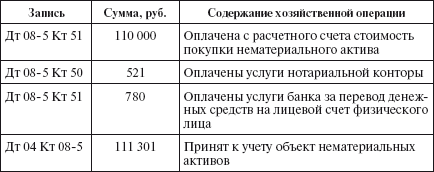 Запись Сумма, руб. Содержание хозяйственной операции
Дт 08-5 Кт 51 110 000 Оплачена с расчетного счета стоимость
покупки нематериального актива
Дт 08-5 Кт 50 521 Оплачены услуги нотариальной конторы
Дт 08-5 Кт 51 780 Оплачены услуги банка за перевод денеж-
ных средств на лицевой счет физического
лица
Дт 04 Кт 08-5 111 301 Принят к учету объект нематериальных
активов